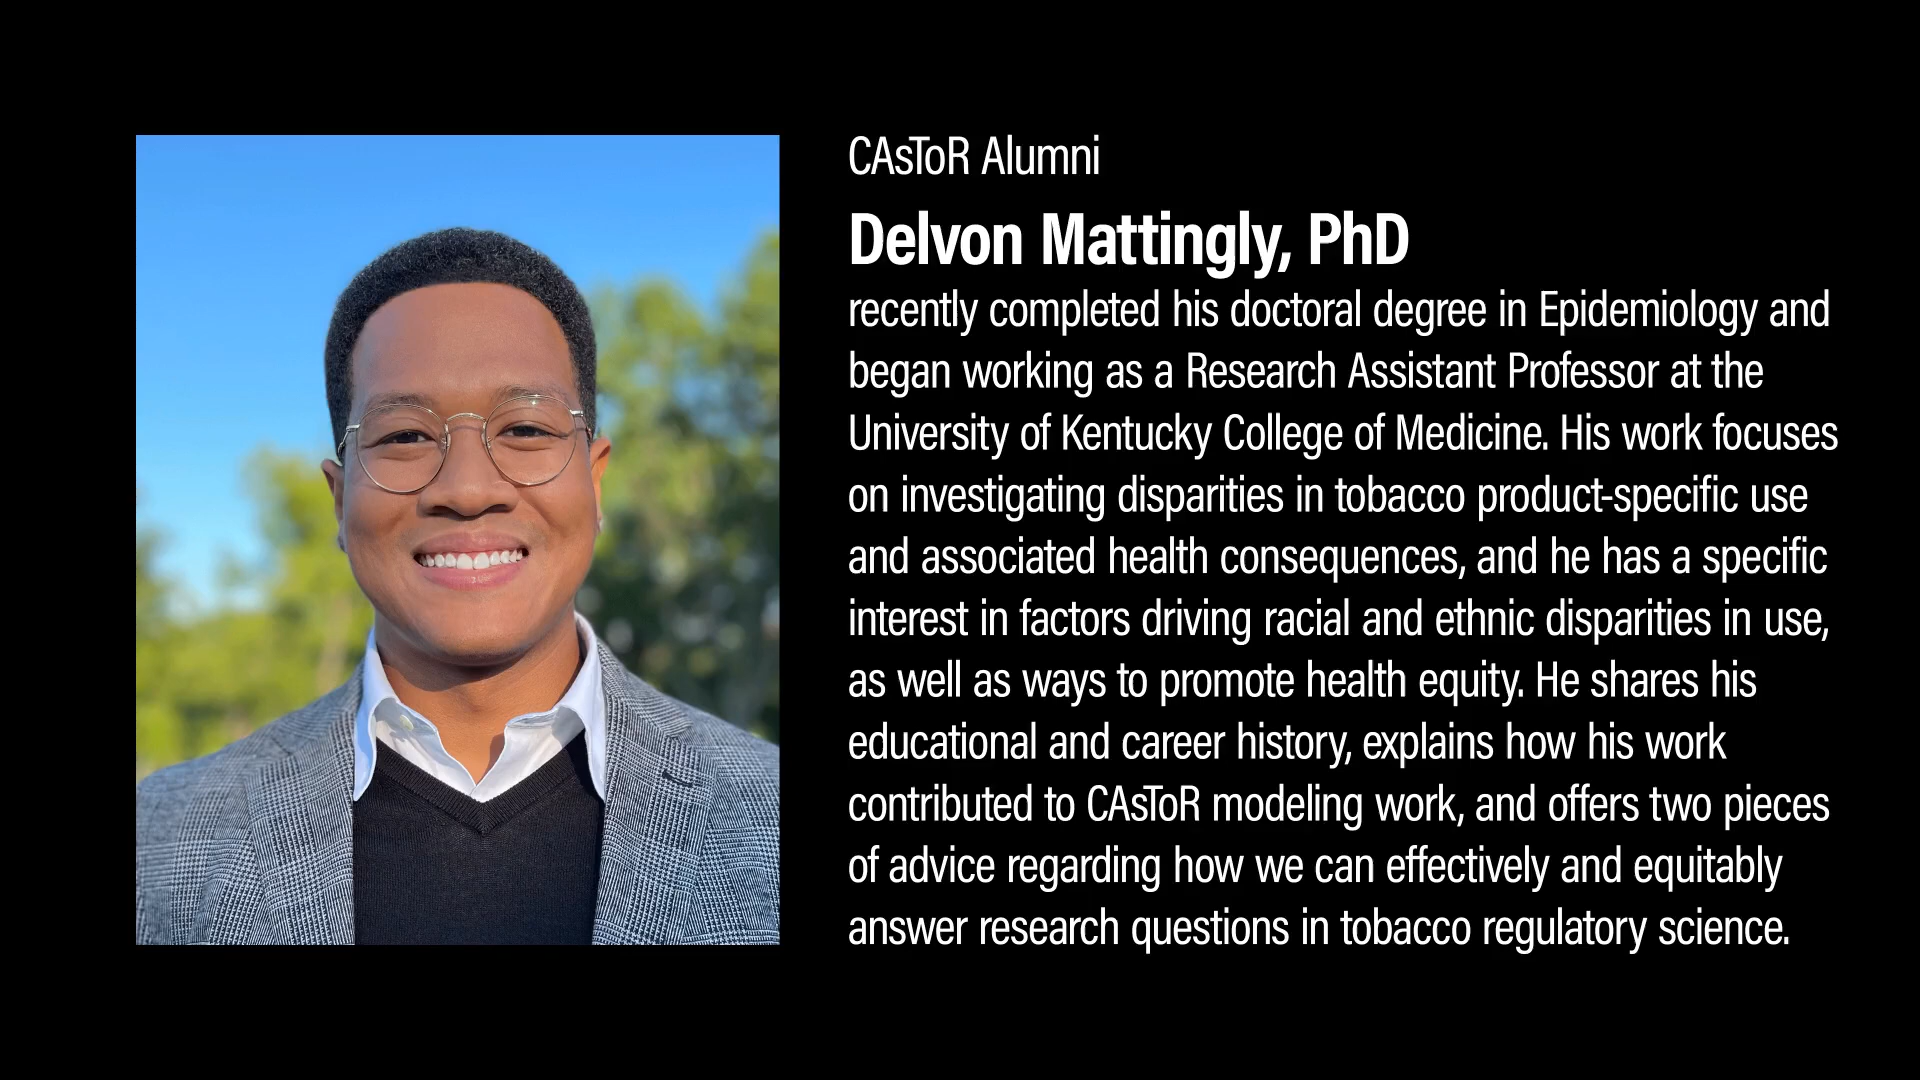 CAsToR Alumni
Delvon Mattingly, PhD
recently completed his doctoral degree in Epidemiology and
began working as a Research Assistant Professor at the
University of Kentucky College of Medicine. His work focuses
on investigating disparities in tobacco product-specific use
and associated health consequences, and he has a specific
interest in factors driving racial and ethnic disparities in use,
as well as ways to promote health equity. He shares his
educational and career history, explains how his work
contributed to CAsToR modeling work, and offers two pieces
of advice regarding how we can effectively and equitably
answer research questions in tobacco regulatory science.